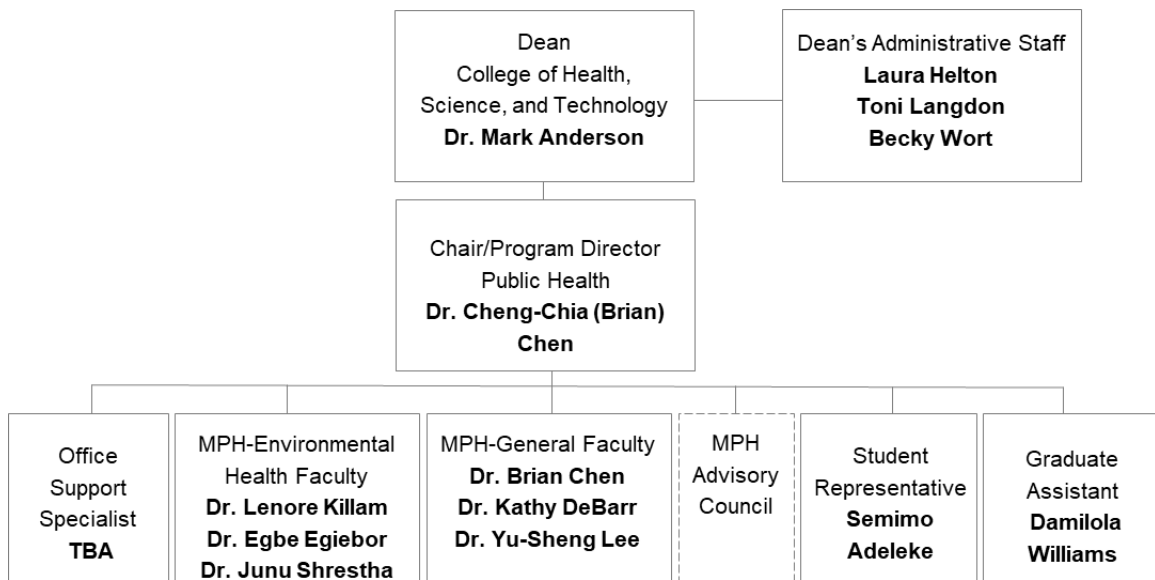 Dean
College of Health,
Science, and Technology
Dr. Mark Anderson
Dean’s Administrative Staff
Laura Helton
Toni Langdon
Becky Wort
Chair/Program Director
Public Health
Dr. Cheng-Chia (Brian)
Chen
Office
Support
Specialist
TBA
MPH-Environmental
Health Faculty
Dr. Lenore Killam
Dr. Egbe Egiebor
Dr. Junu Shrestha
MPH-General Faculty
Dr. Brian Chen
Dr. Kathy DeBarr
Dr. Yu-Sheng Lee
MPH
Advisory
Council
Student
Representative
Semimo
Adeleke
Graduate
Assistant
Damilola
Williams